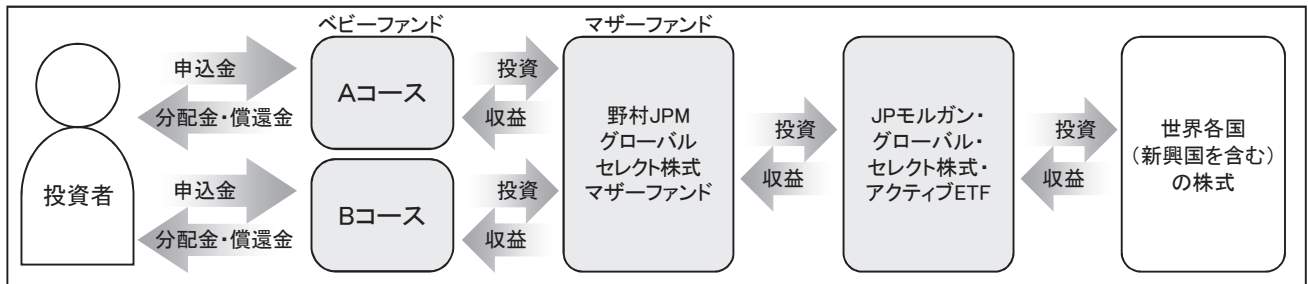 ベビーファンド
マザーファンド
投資者
申込金
分配金・償還金
申込金
分配金・償還金
Aコース
Bコース
投資
収益
投資
収益
野村JPM
グローバル
セレクト株式
マザーファンド
投資
収益
JPモルガン・
グローバル・
セレクト株式・
アクティブETF
投資
収益
世界各国
（新興国を含む）
の株式